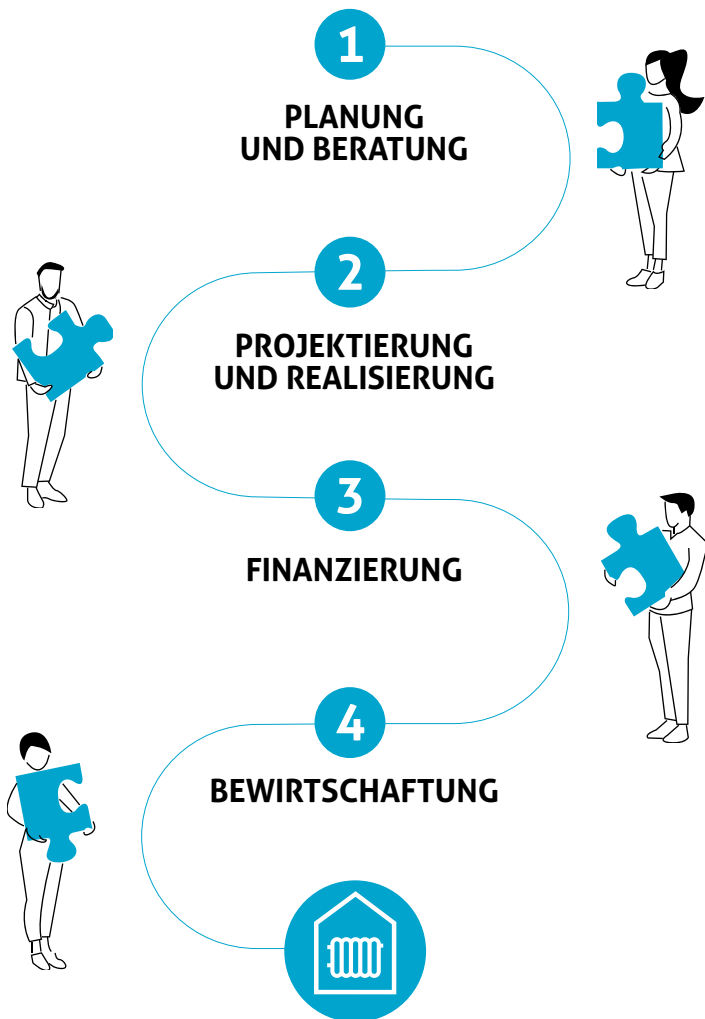 1
PLANUNG
UND BERATUNG
2
PROJEKTIERUNG
UND REALISIERUNG
3
FINANZIERUNG
4
BEWIRTSCHAFTUNG